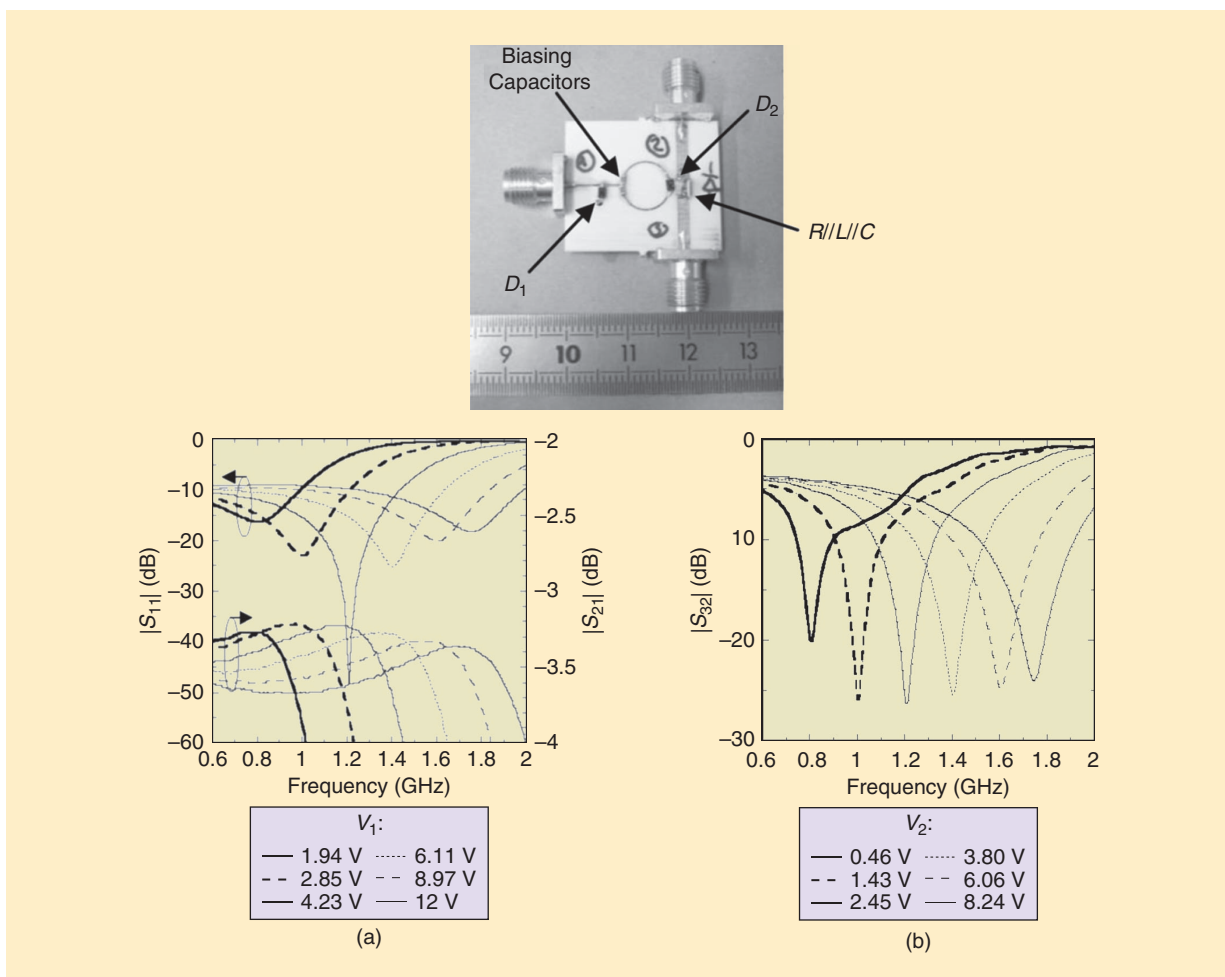 Biasing
Capacitors
D2
R//L//C
D1
1
2
3
9 10 11 12 13
0
–10
–20
–30
–40
–50
–60
|S11| (dB)
–2
–2.5
–3
–3.5
–4
|S21| (dB)
0.6 0.8 1 1.2 1.4 1.6 1.8 2
Frequency (GHz)
V1:
1.94 V 6.11 V
2.85 V 8.97 V
4.23 V 12 V
(a)
0
10
–20
–30
|S32| (dB)
0.6 0.8 1 1.2 1.4 1.6 1.8 2
Frequency (GHz)
V2:
0.46 V 3.80 V
1.43 V 6.06 V
2.45 V 8.24 V
(b)